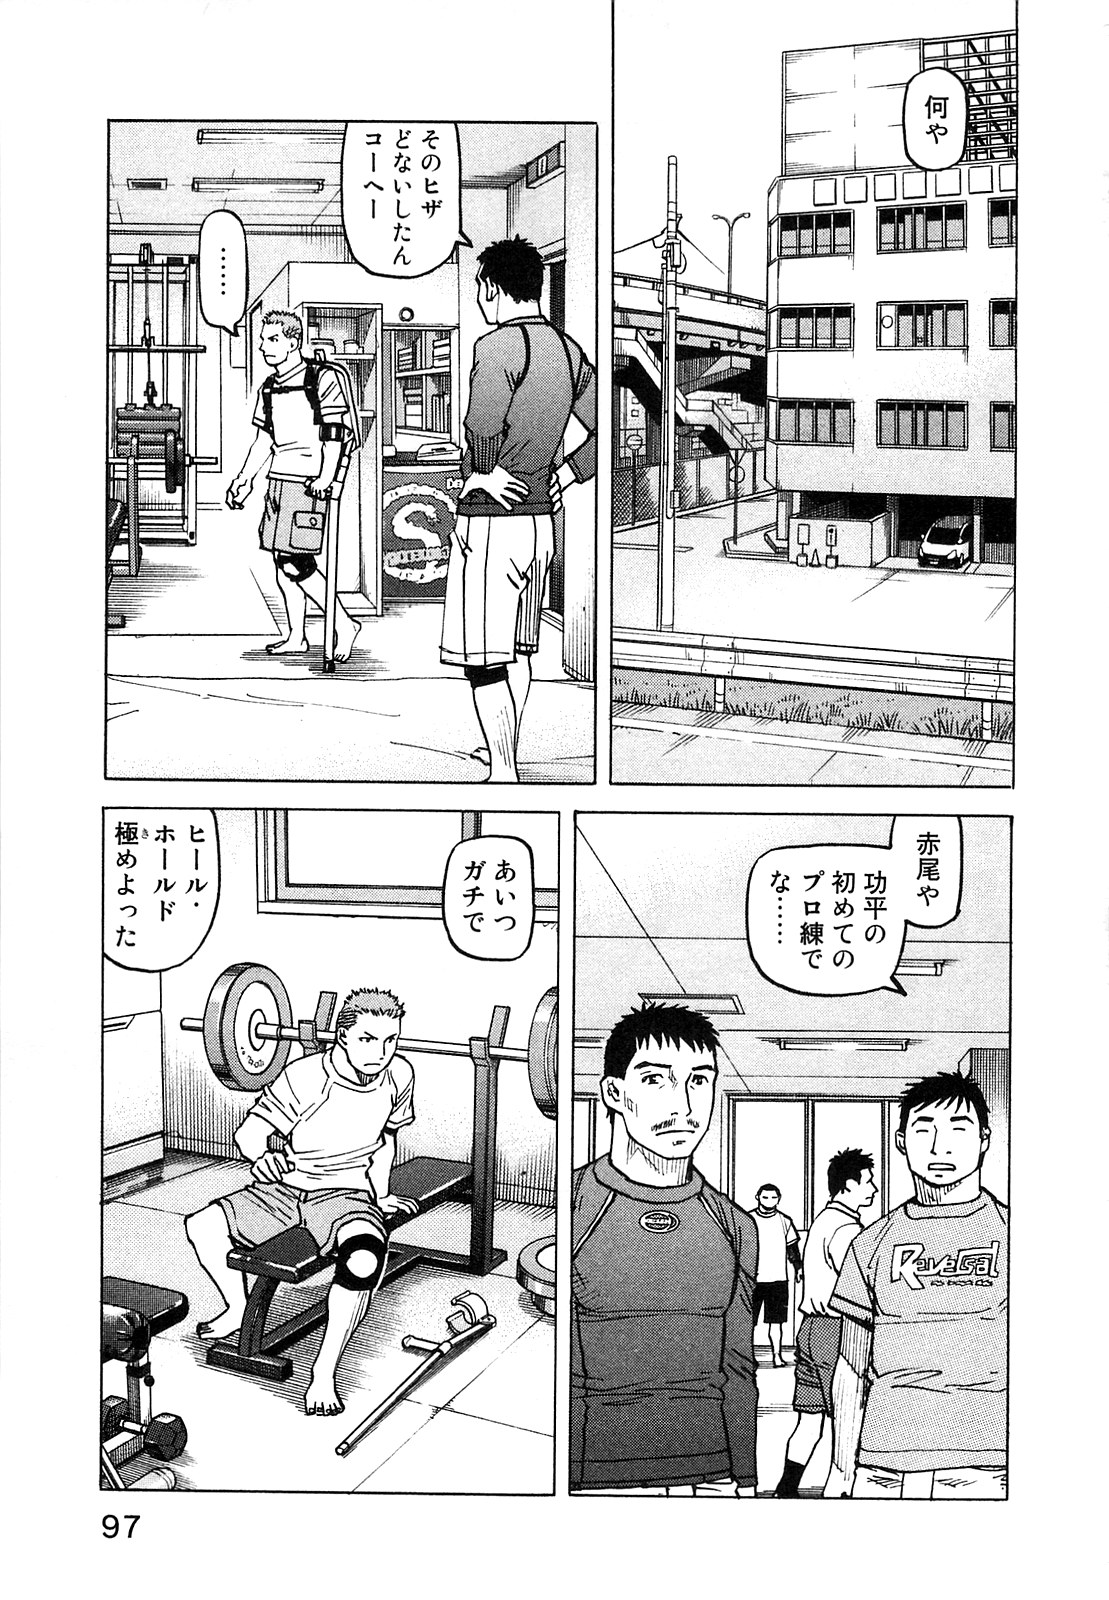 何や
そのヒザ
どないしたん
コーヘー
………
赤尾や
功平の
初めての
プロ練で
な……
Reversal
あいつ
ガチで
ヒール・
ホールド
極めよった
き
97